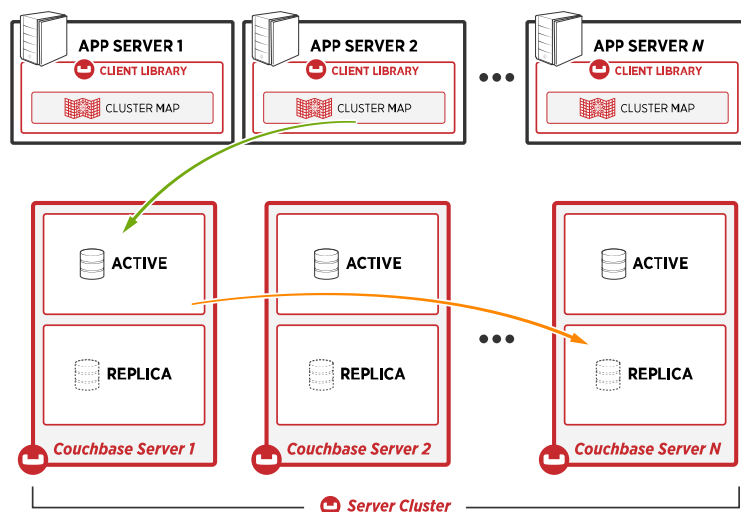 APP SERVER 1
CLIENT LIBRARY
CLUSTER MAP
APP SERVER 2
CLIENT LIBRARY
CLUSTER MAP
APP SERVER N
CLIENT LIBRARY
CLUSTER MAP
ACTIVE
REPLICA
Couchbase Server 1
ACTIVE
REPLICA
Couchbase Server 2
ACTIVE
REPLICA
Couchbase Server N
Server Cluster